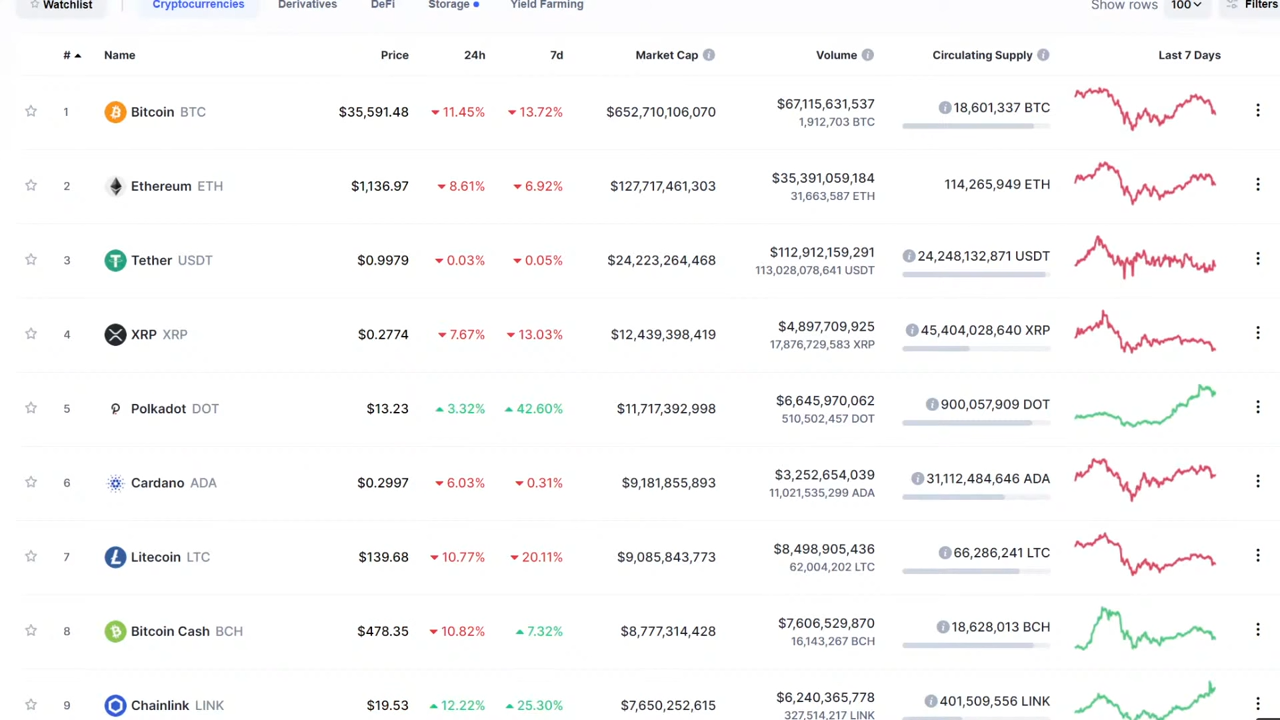 Watchlist Cryptocurrencies Derivatives DeFi Storage Yield Farming Show rows 100 Filters
# Name Price 24h 7d Market Cap Volume Circulating Supply Last 7 Days
1 Bitcoin BTC $35,591.48 11.45% 13.72% $652,710,106,070 $67,115,631,537 18,601,337 BTC
1,912,703 BTC
2 Ethereum ETH $1,136.97 8.61% 6.92% $127,717,461,303 $35,391,059,184 114,265,949 ETH
31,663,587 ETH
3 Tether USDT $0.9979 0.03% 0.05% $24,223,264,468 $112,912,159,291 24,248,132,871 USDT
113,028,078,641 USDT
4 XRP XRP $0.2774 7.67% 13.03% $12,439,398,419 $4,897,709,925 45,404,028,640 XRP
17,876,729,583 XRP
5 Polkadot DOT $13.23 3.32% 42.60% $11,717,392,998 $6,645,970,062 900,057,909 DOT
510,502,457 DOT
6 Cardano ADA $0.2997 6.03% 0.31% $9,181,855,893 $3,252,654,039 31,112,484,646 ADA
11,021,535,299 ADA
7 Litecoin LTC $139.68 10.77% 20.11% $9,085,843,773 $8,498,905,436 66,286,241 LTC
62,004,202 LTC
8 Bitcoin Cash BCH $478.35 10.82% 7.32% $8,777,314,428 $7,606,529,870 18,628,013 BCH
16,143,267 BCH
9 Chainlink LINK $19.53 12.22% 25.30% $7,650,252,615 $6,240,365,778 401,509,556 LINK
327,514,217 LINK